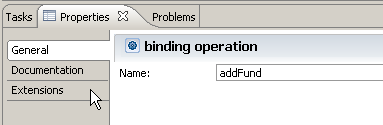 Tasks Properties Problems
General
binding operation
Documentation
Name: addFund
Extensions